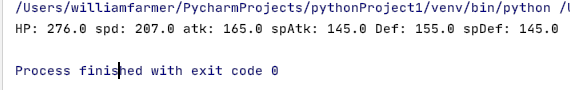 /Users/williamfarmer/PycharmProjects/pythonProject1/venv/bin/python
HP: 276.0 spd: 207.0 atk: 165.0 spAtk: 145.0 Def: 155.0 spDef: 145.0
Process finished with exit code 0